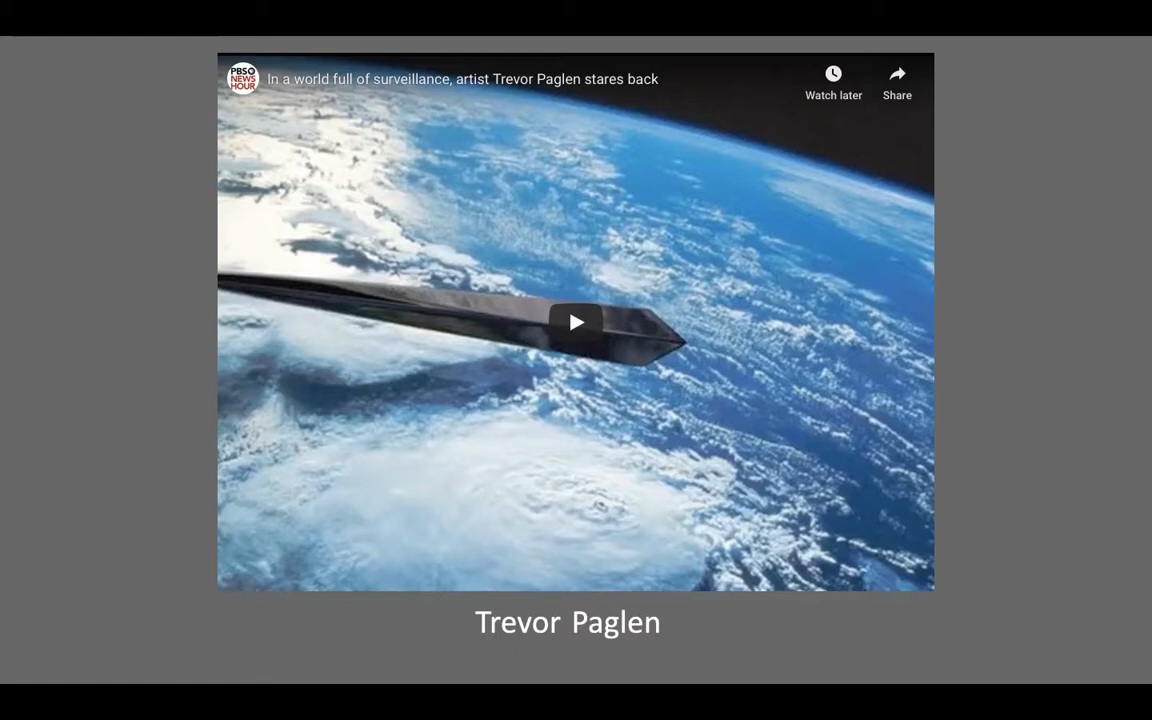 PBS
NEWS
HOUR
In a world full of surveillance, artist Trevor Paglen stares back
Watch later
Share
Trevor Paglen